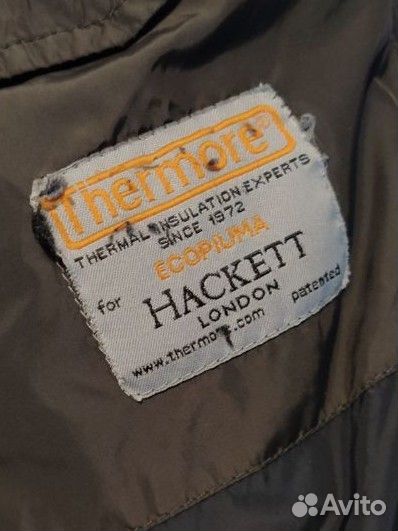 Thermore®
THERMAL INSULATION EXPERTS
SINCE 1972
ECOPIUMA
for HACKETT patented
LONDON
www.thermore.com
Avito